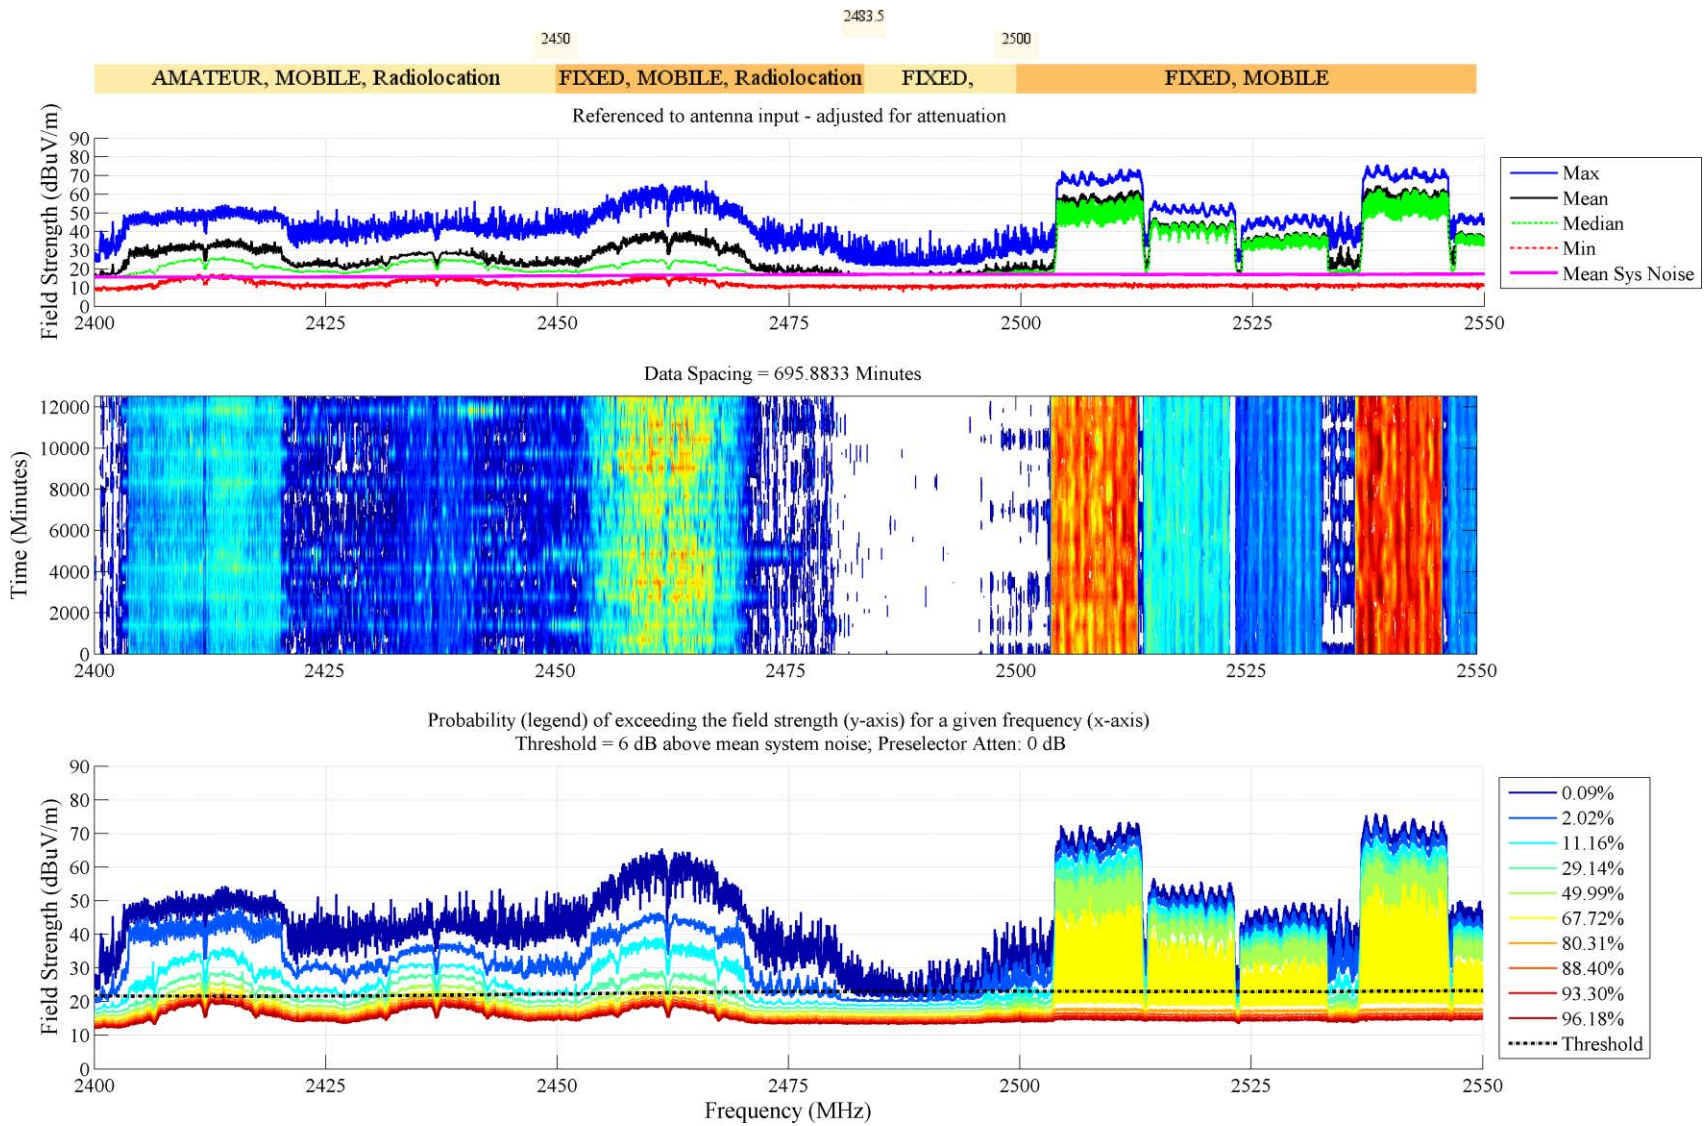 2483.5
2450 2500
AMATEUR, MOBILE, Radiolocation FIXED, MOBILE, Radiolocation FIXED, FIXED, MOBILE
Referenced to antenna input - adjusted for attenuation
Field Strength (dBuV/m)
90
80
70
60
50
40
30
20
10
0
2400 2425 2450 2475 2500 2525 2550
Max
Mean
Median
Min
Mean Sys Noise
Data Spacing = 695.8833 Minutes
Time (Minutes)
12000
10000
8000
6000
4000
2000
0
2400 2425 2450 2475 2500 2525 2550
Probability (legend) of exceeding the field strength (y-axis) for a given frequency (x-axis)
Threshold = 6 dB above mean system noise; Preselector Atten: 0 dB
Field Strength (dBuV/m)
90
80
70
60
50
40
30
20
10
0
2400 2425 2450 2475 2500 2525 2550
Frequency (MHz)
0.09%
2.02%
11.16%
29.14%
49.99%
67.72%
80.31%
88.40%
93.30%
96.18%
Threshold